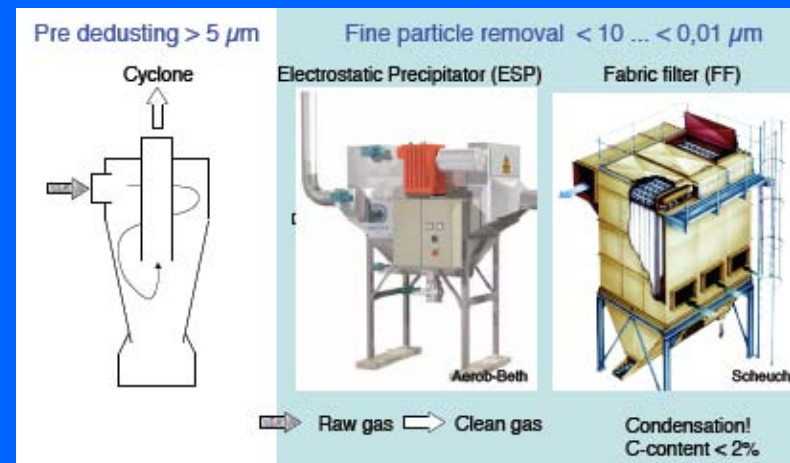 Pre dedusting > 5 µm
Fine particle removal < 10 ... < 0,01 µm
Cyclone
Electrostatic Precipitator (ESP)
Fabric filter (FF)
Aerob-Beth
Scheuch
Raw gas
Clean gas
Condensation!
C-content < 2%